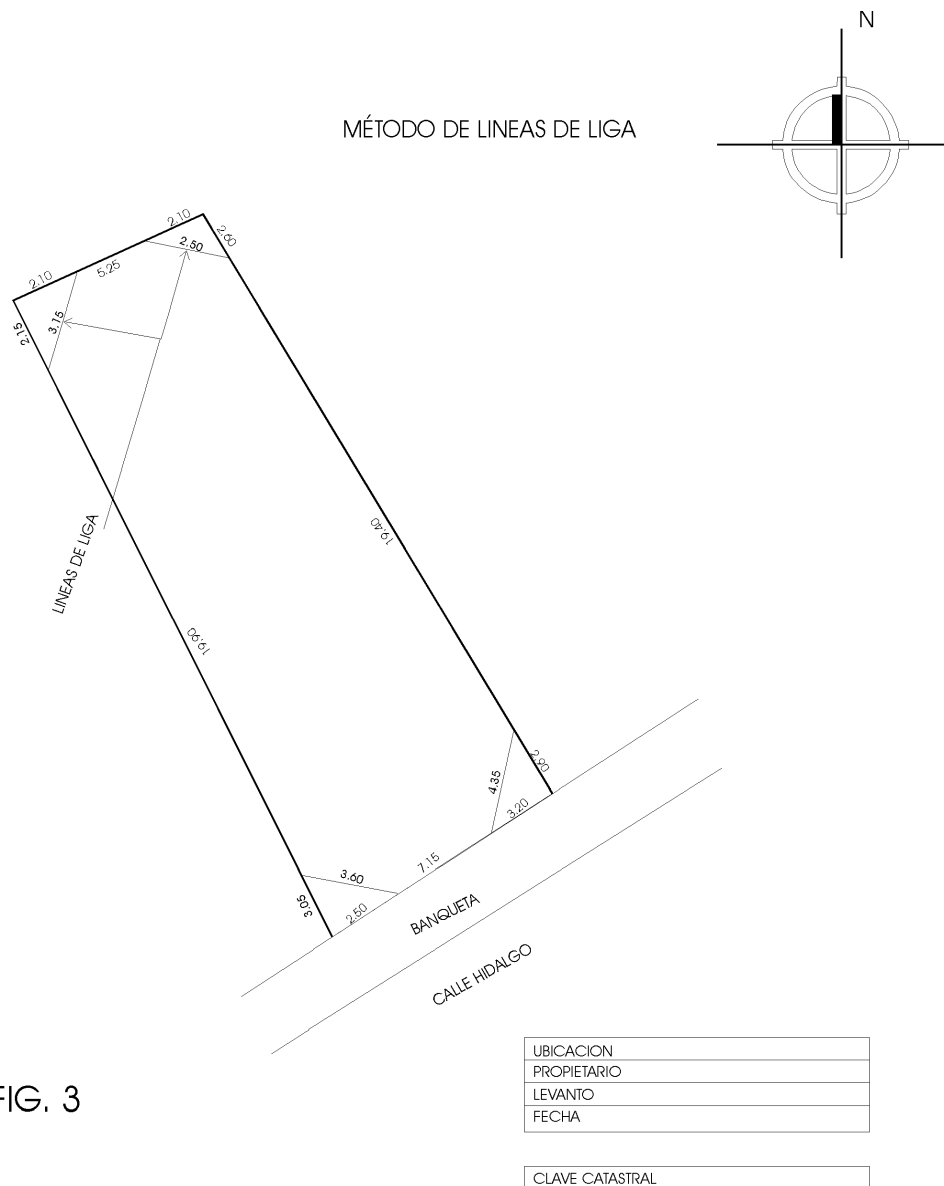 N
MÉTODO DE LINEAS DE LIGA
2.10
2.60
2.50
5.25
2.10
3.15
2.15
LINEAS DE LIGA
19.40
19.90
2.90
4.35
3.20
7.15
3.60
3.05
2.50
BANQUETA
CALLE HIDALGO
UBICACION
PROPIETARIO
LEVANTO
FECHA
FIG. 3
CLAVE CATASTRAL